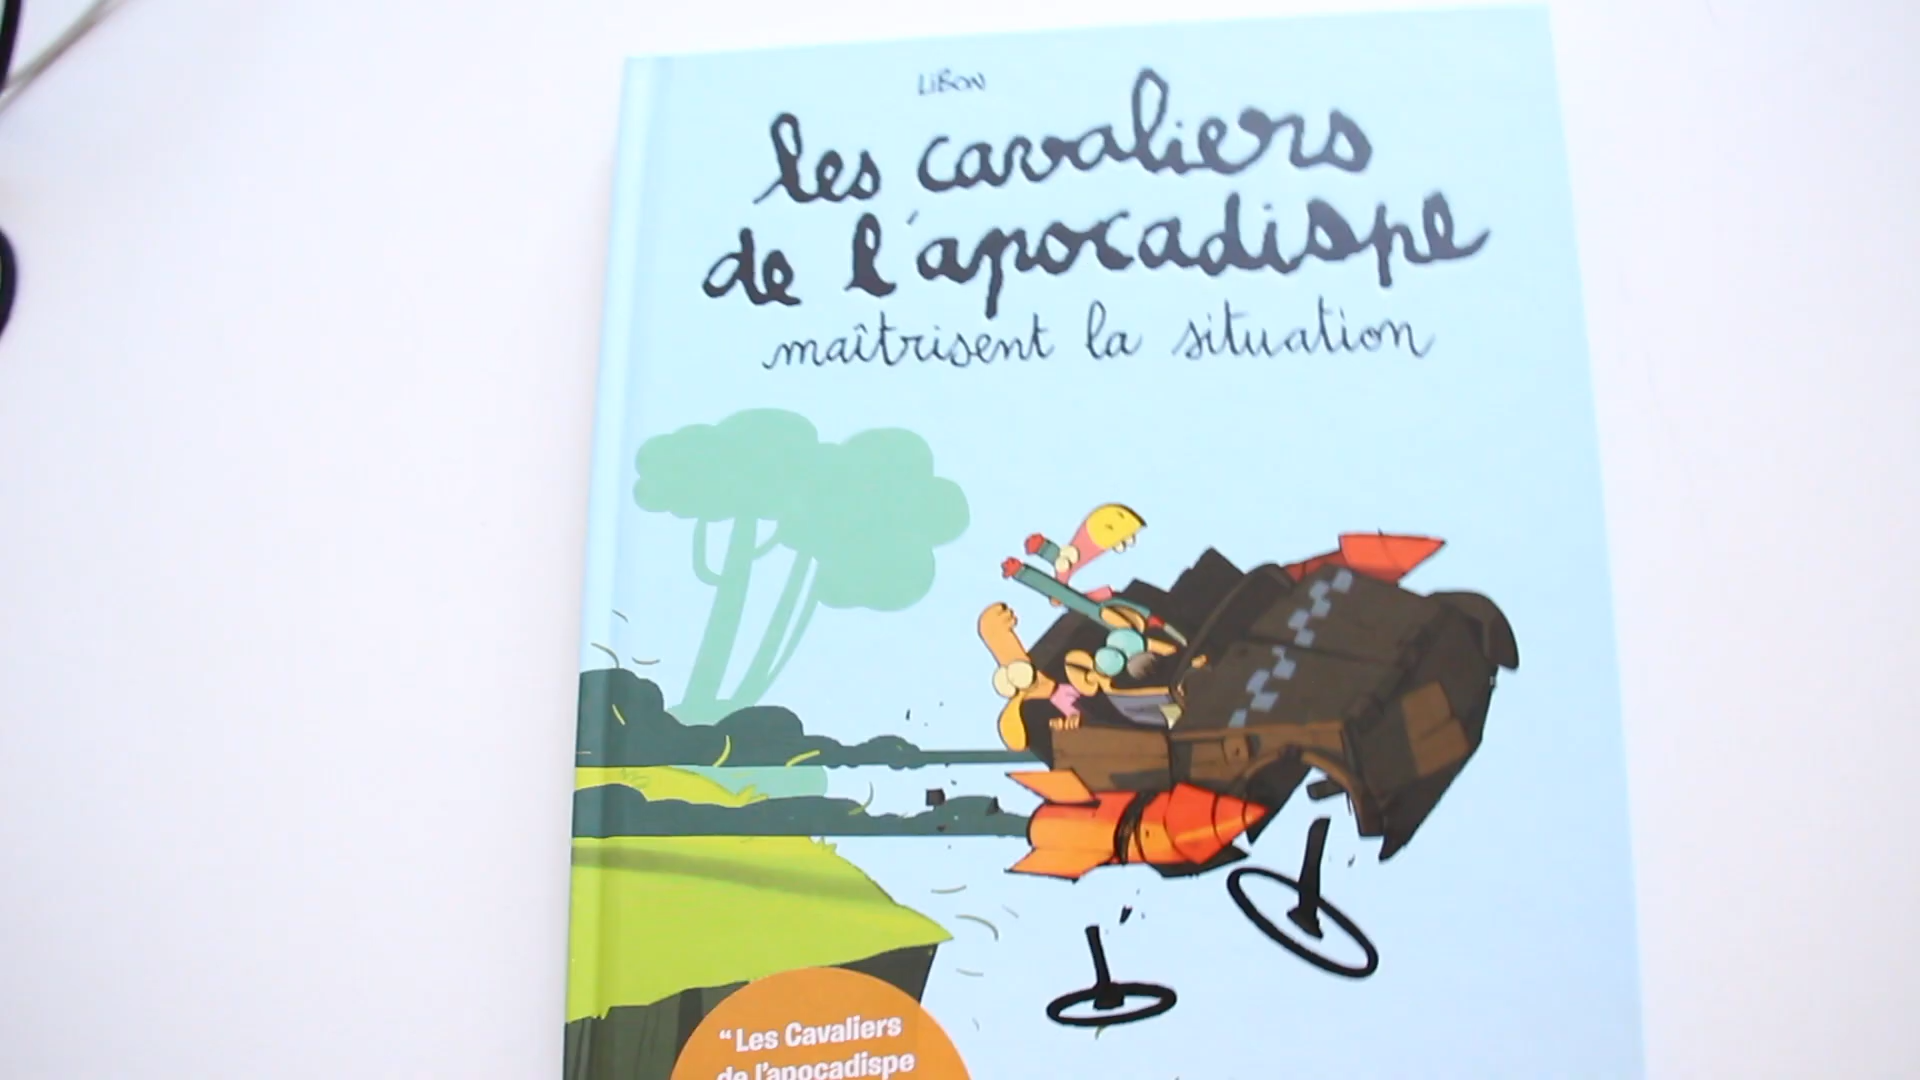 LiBON
les cavaliers
de l'apocadispe
maîtrisent la situation
“ Les Cavaliers
de l'apocadispe